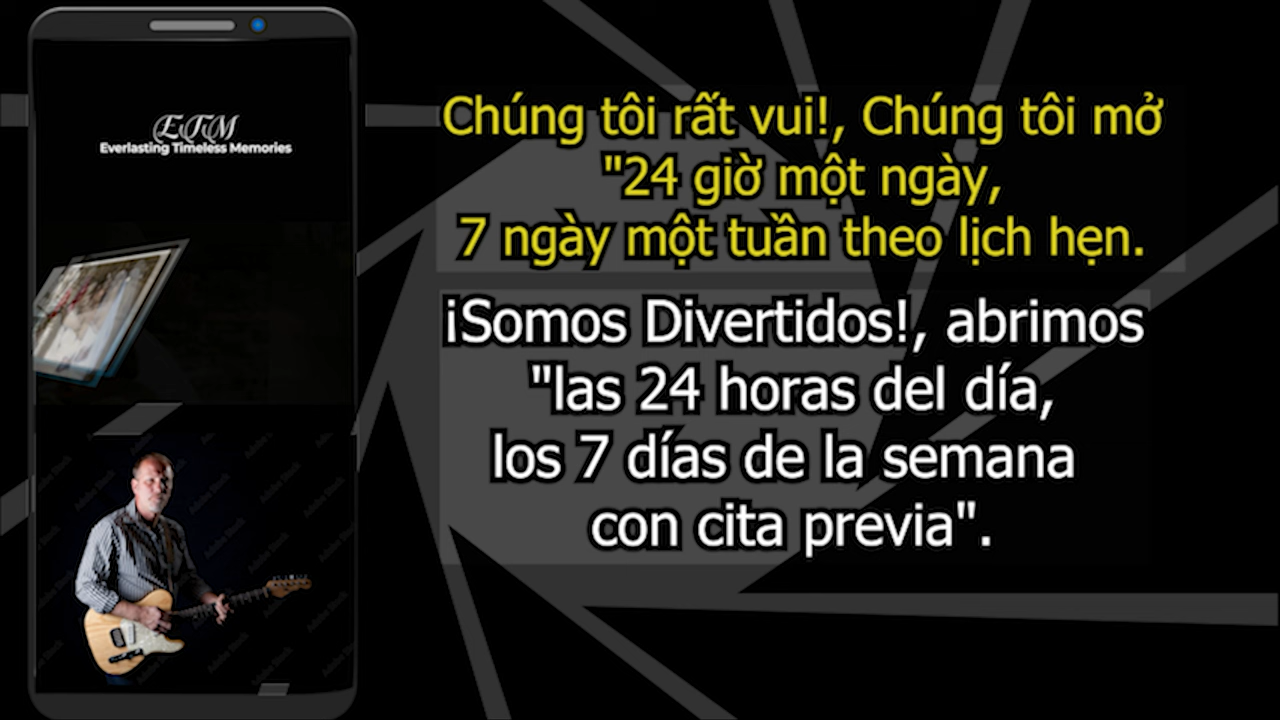 ETM
Everlasting Timeless Memories
Chúng tôi rất vui!, Chúng tôi mở
"24 giờ một ngày,
7 ngày một tuần theo lịch hẹn.
¡Somos Divertidos!, abrimos
"las 24 horas del día,
los 7 días de la semana
con cita previa".
Adobe Stock